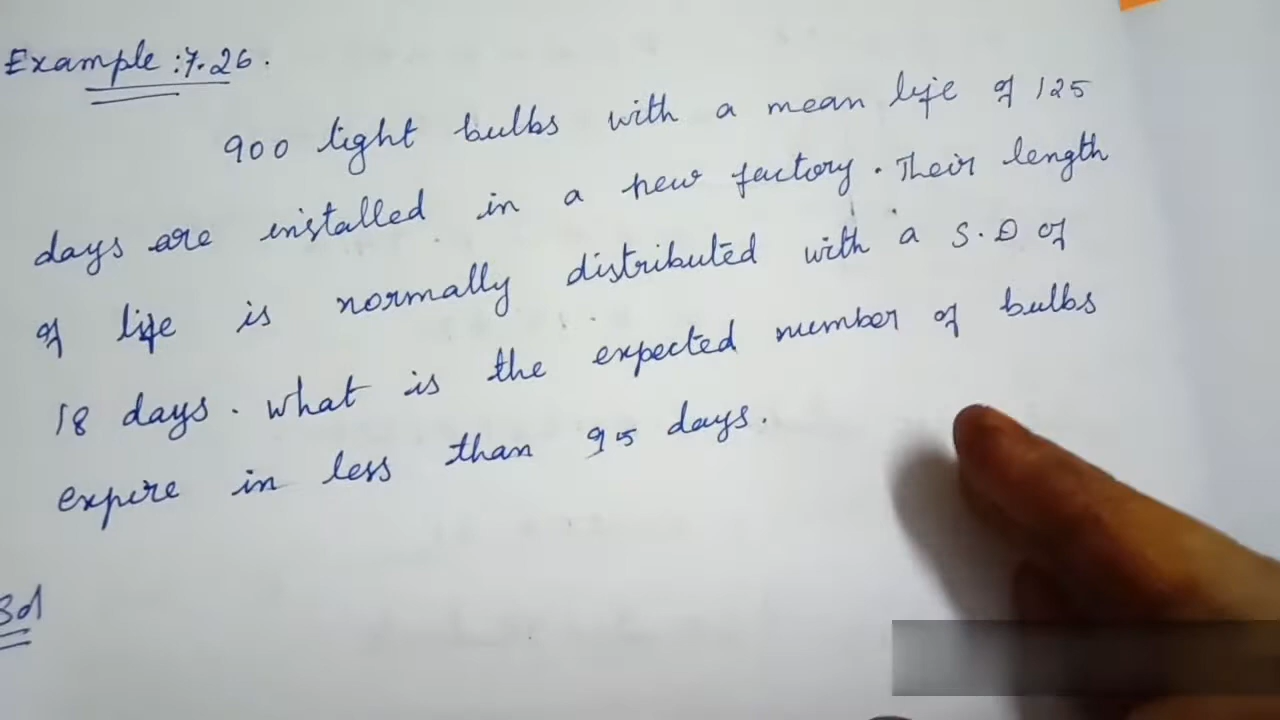 Example :7.26.
900 light bulbs with a mean life of 125
days are installed in a new factory. Their length
of life is normally distributed with a S.D of
18 days. What is the expected number of bulbs
expire in less than 95 days.
Sol